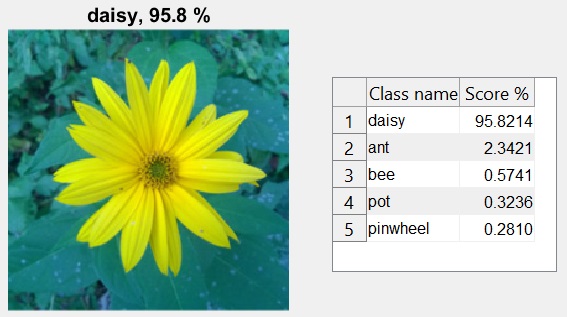 daisy, 95.8 %
Class name Score %
1 daisy 95.8214
2 ant 2.3421
3 bee 0.5741
4 pot 0.3236
5 pinwheel 0.2810